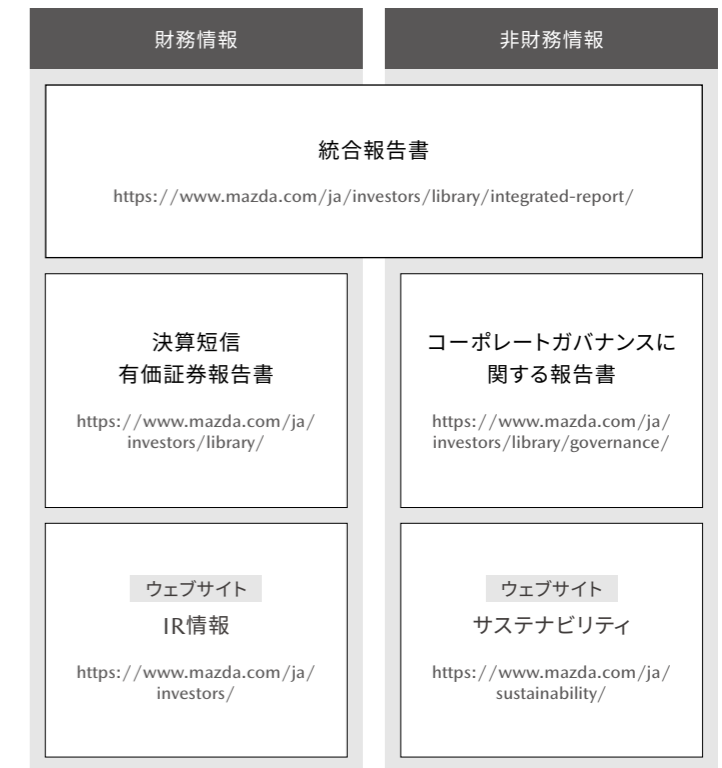 財務情報
非財務情報
統合報告書
https://www.mazda.com/ja/investors/library/integrated-report/
決算短信
有価証券報告書
https://www.mazda.com/ja/
investors/library/
コーポレートガバナンスに
関する報告書
https://www.mazda.com/ja/
investors/library/governance/
ウェブサイト
IR情報
https://www.mazda.com/ja/
investors/
ウェブサイト
サステナビリティ
https://www.mazda.com/ja/
sustainability/